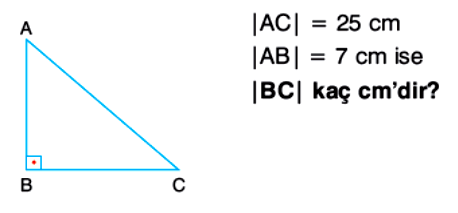 A
B
C
|AC| = 25 cm
|AB| = 7 cm ise
|BC| kaç cm'dir?